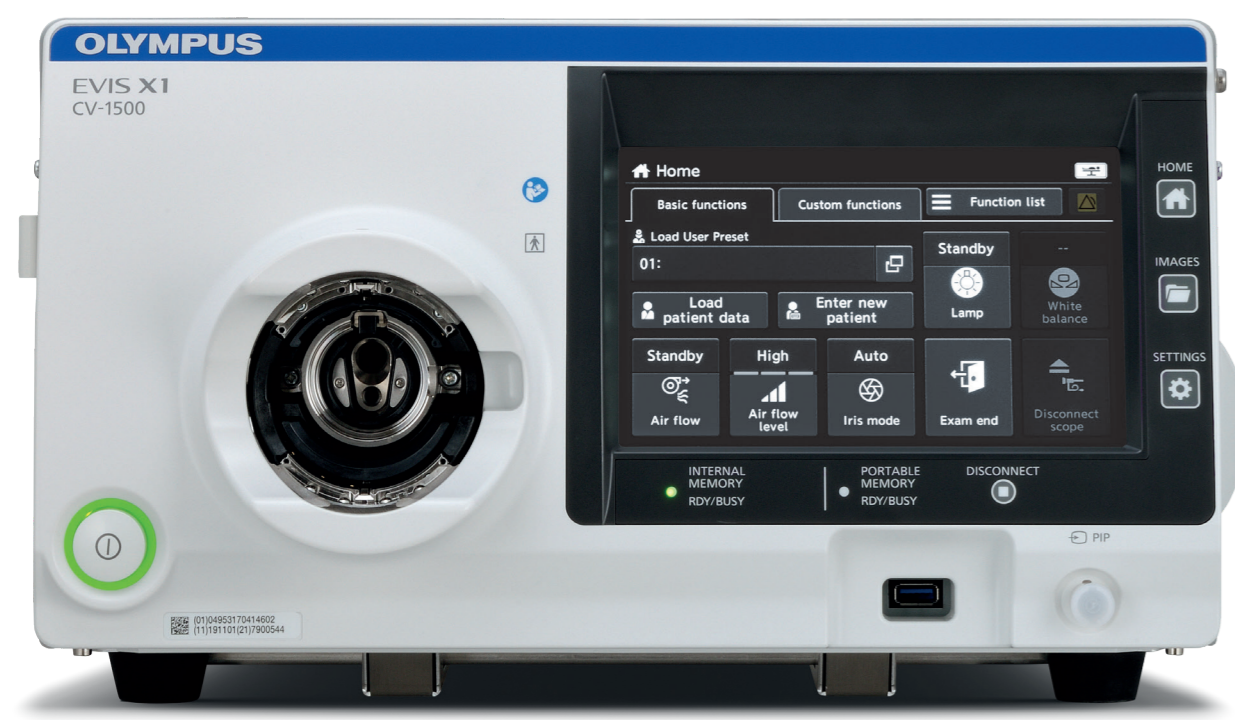 OLYMPUS
EVIS X1
CV-1500
Home
Basic functions
Custom functions
Function list
Load User Preset
01:
Load
patient data
Enter new
patient
Standby
Lamp
--
White
balance
Standby
Air flow
High
Air flow
level
Auto
Iris mode
Exam end
Disconnect
scope
HOME
IMAGES
SETTINGS
INTERNAL
MEMORY
RDY/BUSY
PORTABLE
MEMORY
RDY/BUSY
DISCONNECT
PIP
(01)04953170414602
(11)191101(21)7900544